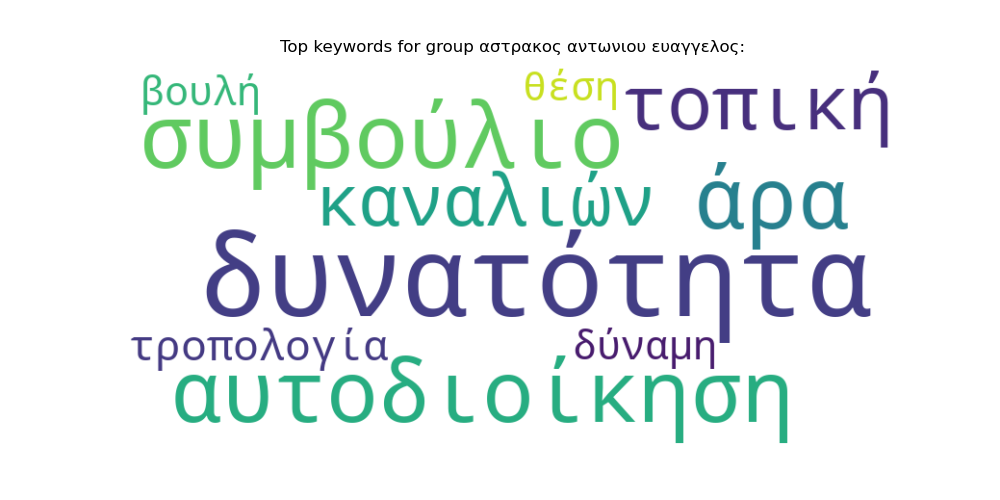 Top keywords for group αστρακος αντωνιου ευαγγελος:
βουλή θέση τοπική
συμβούλιο
καναλιών άρα
δυνατότητα
τροπολογία δύναμη
αυτοδιοίκηση